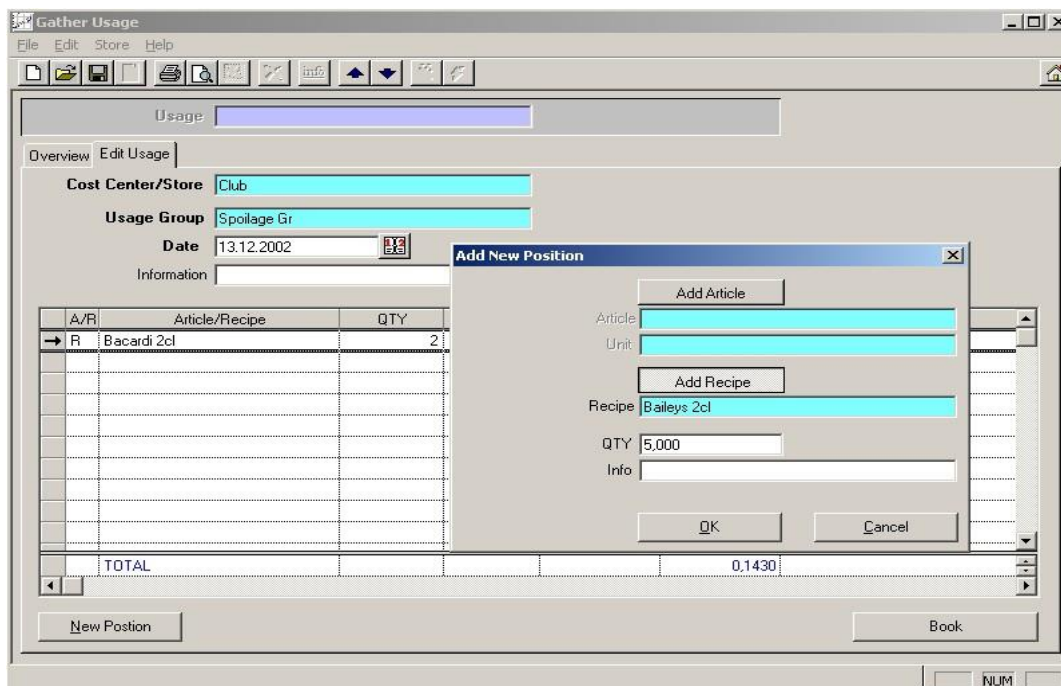 Gather Usage
File Edit Store Help
info
Usage
Overview Edit Usage
Cost Center/Store Club
Usage Group Spoilage Gr
Date 13.12.2002
Information
Add New Position
Add Article
Article
Unit
Add Recipe
Recipe Baileys 2cl
QTY 5,000
Info
OK Cancel
A/R Article/Recipe QTY
R Bacardi 2cl 2
TOTAL 0,1430
New Postion Book
NUM